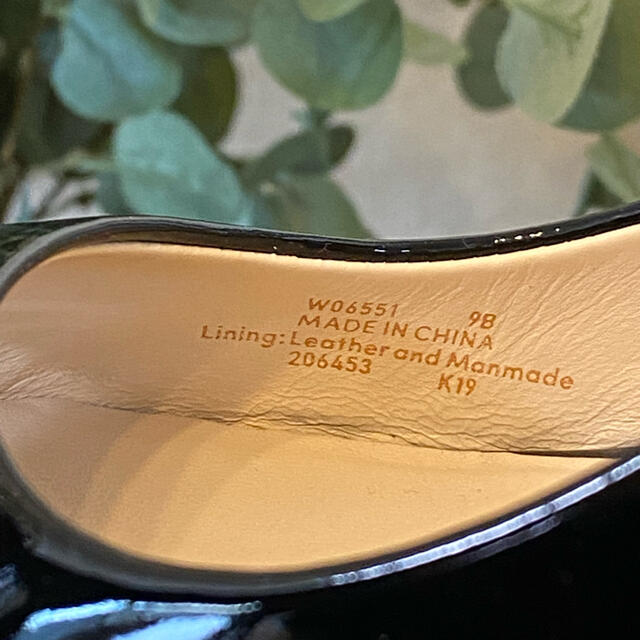 W06551 9B
MADE IN CHINA
Lining: Leather and Manmade
206453 K19